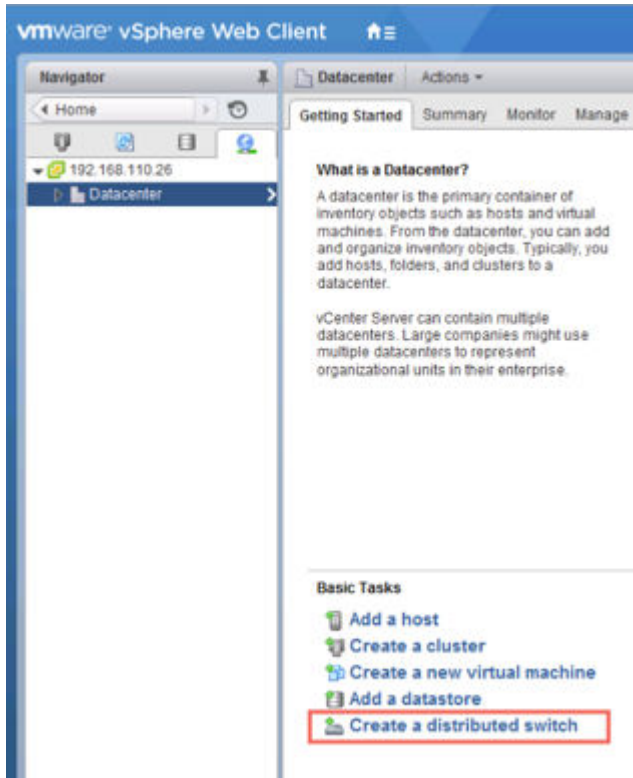 vmware vSphere Web Client
Navigator
Home
192.168.110.26
Datacenter
Datacenter Actions
Getting Started Summary Monitor Manage
What is a Datacenter?
A datacenter is the primary container of
inventory objects such as hosts and virtual
machines. From the datacenter, you can add
and organize inventory objects. Typically, you
add hosts, folders, and clusters to a
datacenter.
vCenter Server can contain multiple
datacenters. Large companies might use
multiple datacenters to represent
organizational units in their enterprise.
Basic Tasks
Add a host
Create a cluster
Create a new virtual machine
Add a datastore
Create a distributed switch